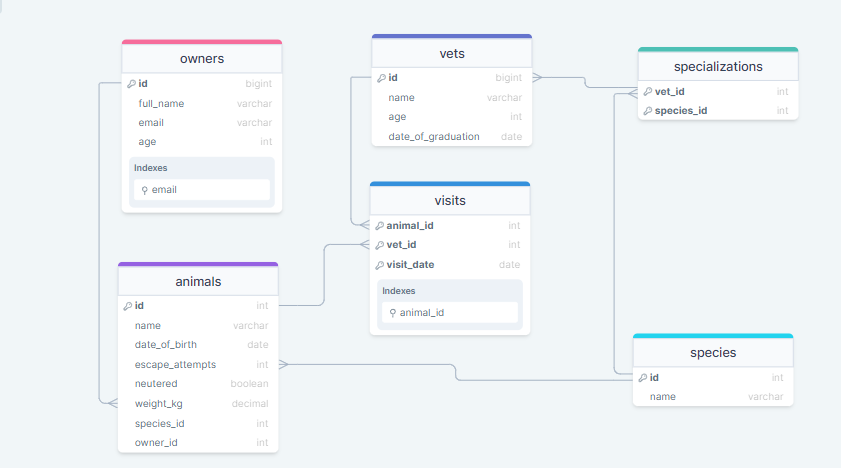 owners
id bigint
full_name varchar
email varchar
age int
Indexes
email
vets
id bigint
name varchar
age int
date_of_graduation date
specializations
vet_id int
species_id int
visits
animal_id int
vet_id int
visit_date date
Indexes
animal_id
animals
id int
name varchar
date_of_birth date
escape_attempts int
neutered boolean
weight_kg decimal
species_id int
owner_id int
species
id int
name varchar